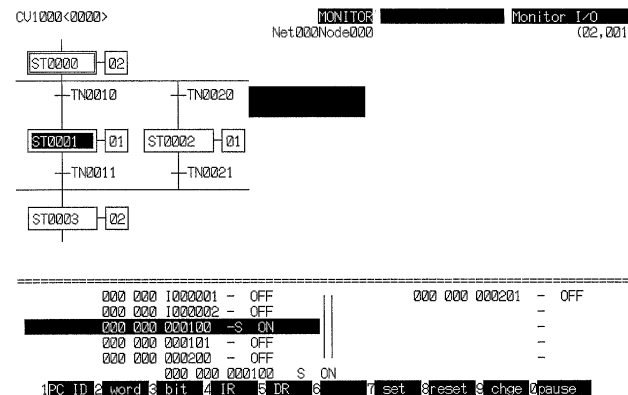 CV1000<0000> MONITOR Monitor I/O
Net000Node000 (02,001
ST0000 02
TN0010 TN0020
ST0001 01 ST0002 01
TN0011 TN0021
ST0003 02
000 000 I000001 - OFF 000 000 000201 - OFF
000 000 I000002 - OFF -
000 000 000100 -S ON -
000 000 000101 - OFF -
000 000 000200 - OFF -
000 000 000100 S ON
1PC ID 2 word 3 bit 4 IR 5 DR 6 7 set 8reset 9 chge 0pause